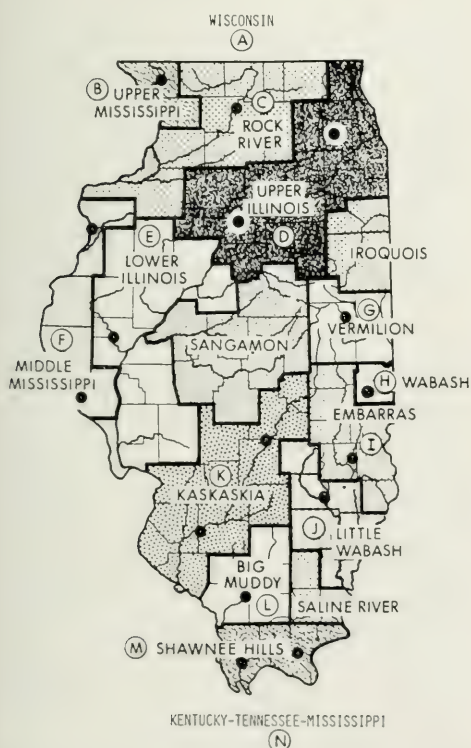 WISCONSIN
A
B UPPER
MISSISSIPPI
C
ROCK
RIVER
UPPER
ILLINOIS
D
E
LOWER
ILLINOIS
IROQUOIS
F
MIDDLE
MISSISSIPPI
SANGAMON
G
VERMILION
H WABASH
EMBARRAS
I
K
KASKASKIA
J
LITTLE
WABASH
BIG
MUDDY
L
SALINE RIVER
M SHAWNEE HILLS
KENTUCKY-TENNESSEE-MISSISSIPPI
N